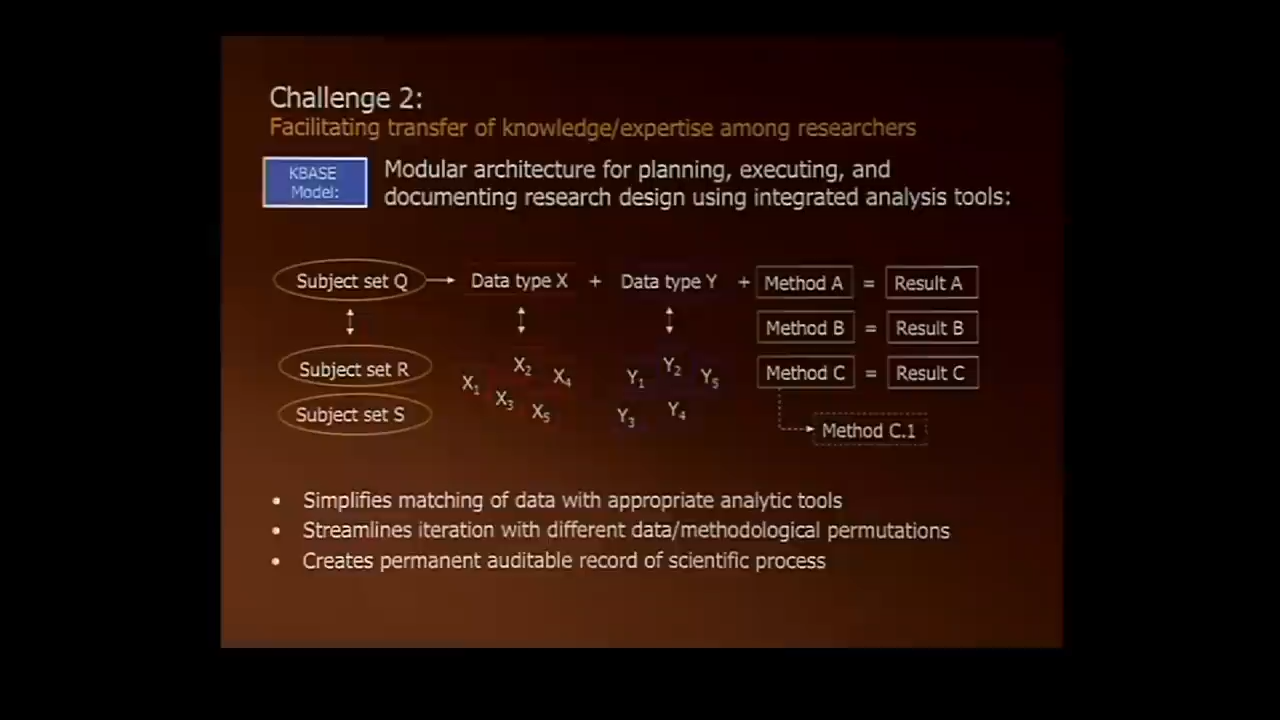 Challenge 2:
Facilitating transfer of knowledge/expertise among researchers
KBASE
Model:
Modular architecture for planning, executing, and
documenting research design using integrated analysis tools:
Subject set Q Data type X + Data type Y + Method A = Result A
Method B = Result B
Subject set R X1 X2 X3 X4 X5 Y1 Y2 Y3 Y4 Y5 Method C = Result C
Subject set S Method C.1
• Simplifies matching of data with appropriate analytic tools
• Streamlines iteration with different data/methodological permutations
• Creates permanent auditable record of scientific process